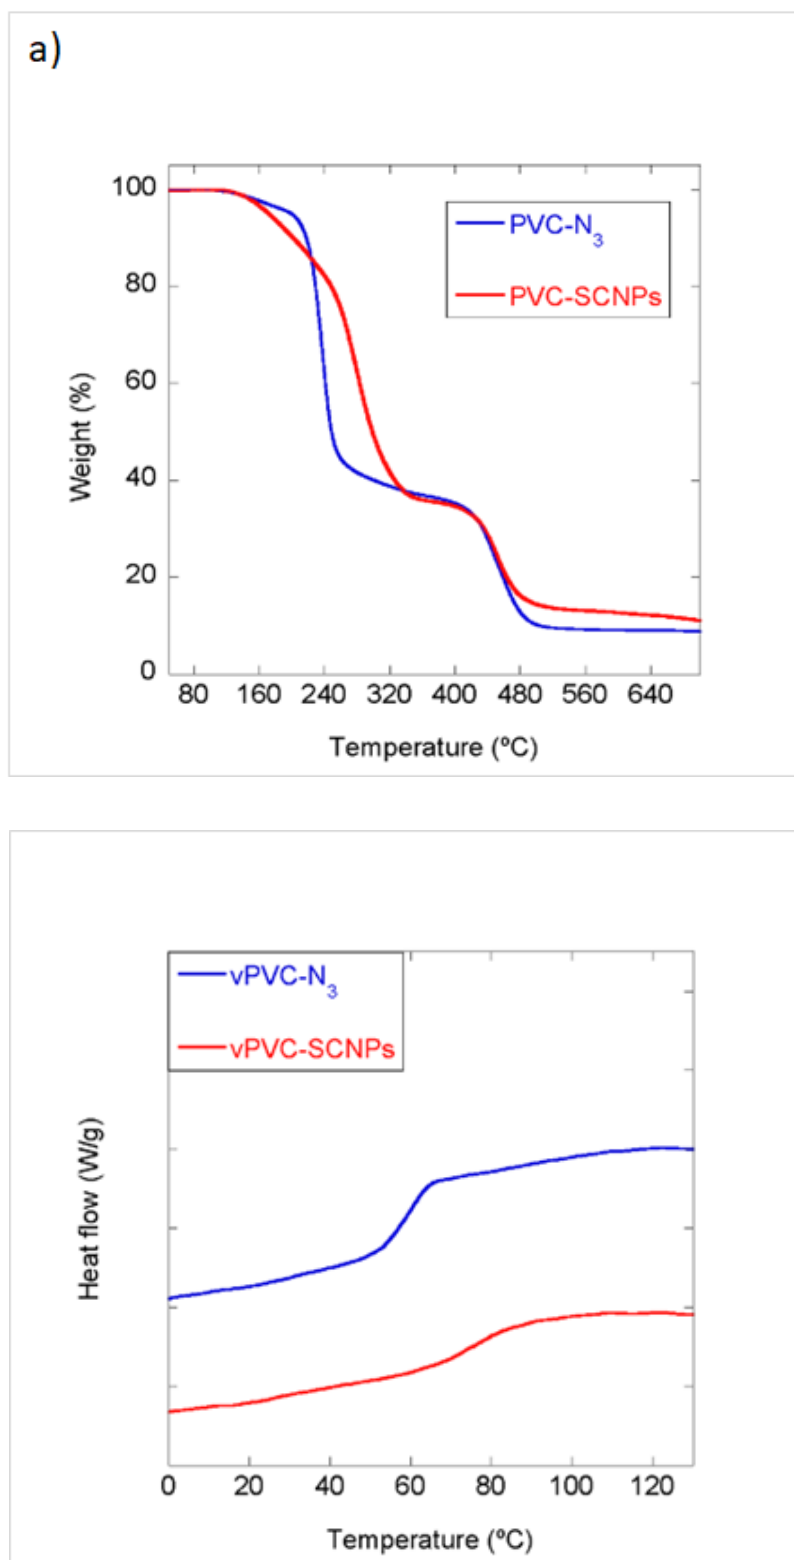 a)
100
80
60
40
20
0
Weight (%)
PVC-N₃
PVC-SCNPs
80 160 240 320 400 480 560 640
Temperature (ºC)
vPVC-N₃
vPVC-SCNPs
Heat flow (W/g)
0 20 40 60 80 100 120
Temperature (ºC)